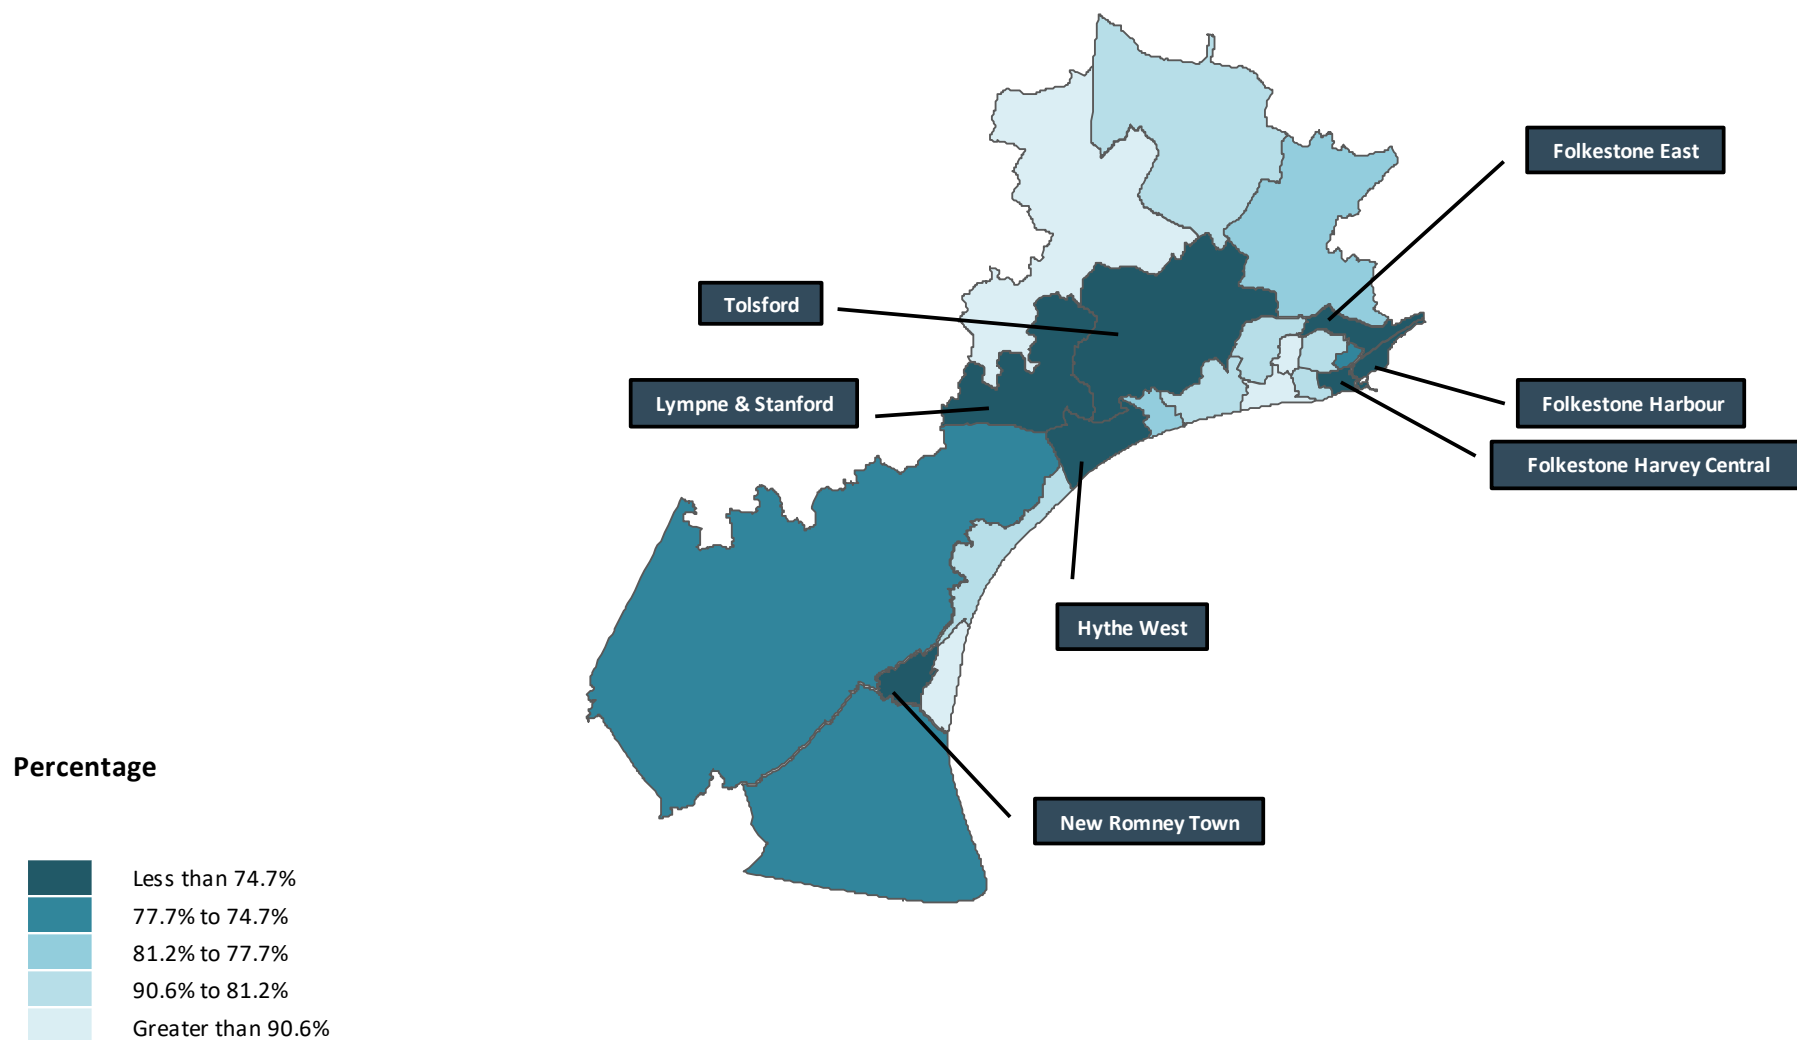 Folkestone East
Tolsford
Lympne & Stanford
Folkestone Harbour
Folkestone Harvey Central
Hythe West
New Romney Town
Percentage
Less than 74.7%
77.7% to 74.7%
81.2% to 77.7%
90.6% to 81.2%
Greater than 90.6%